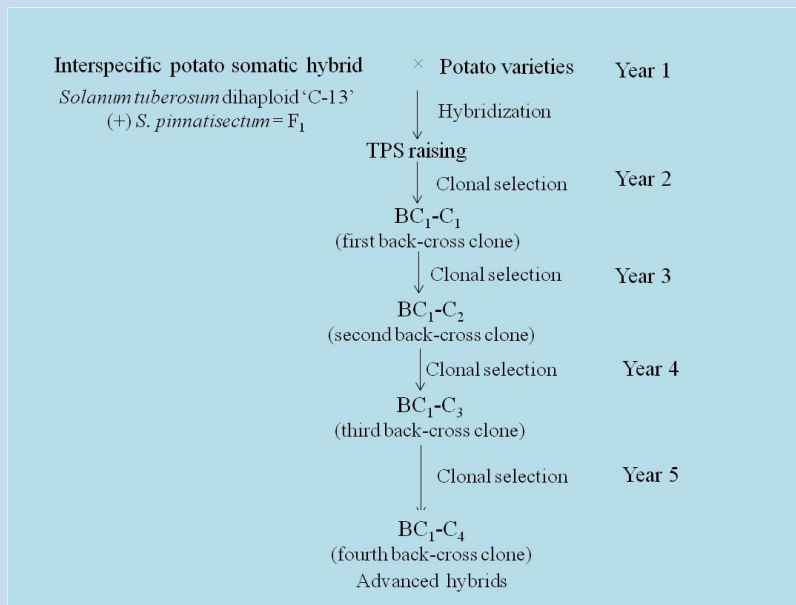 Interspecific potato somatic hybrid × Potato varieties Year 1
Solanum tuberosum dihaploid ‘C-13’
(+) S. pinnatisectum = F₁
Hybridization
TPS raising
Clonal selection Year 2
BC₁-C₁
(first back-cross clone)
Clonal selection Year 3
BC₁-C₂
(second back-cross clone)
Clonal selection Year 4
BC₁-C₃
(third back-cross clone)
Clonal selection Year 5
BC₁-C₄
(fourth back-cross clone)
Advanced hybrids